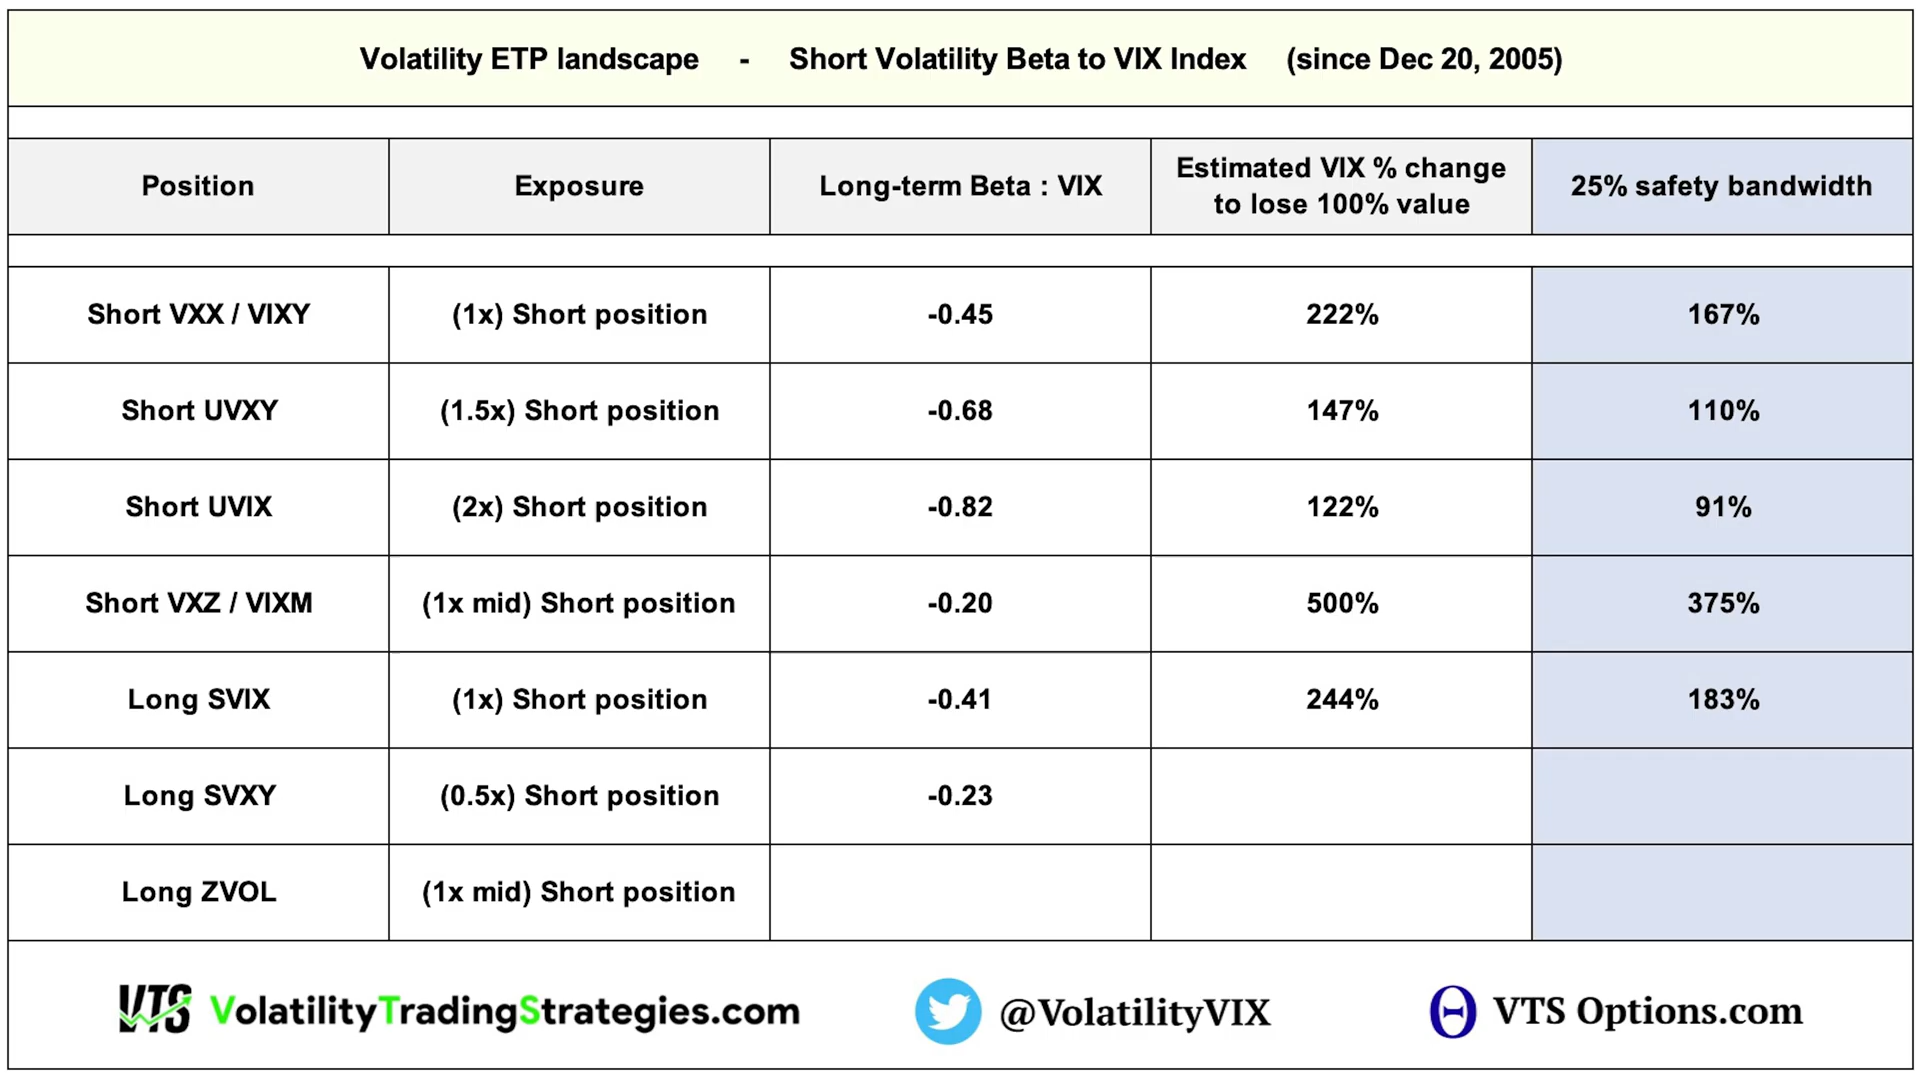 Volatility ETP landscape - Short Volatility Beta to VIX Index (since Dec 20, 2005)
Position Exposure Long-term Beta : VIX Estimated VIX % change to lose 100% value 25% safety bandwidth
Short VXX / VIXY (1x) Short position -0.45 222% 167%
Short UVXY (1.5x) Short position -0.68 147% 110%
Short UVIX (2x) Short position -0.82 122% 91%
Short VXZ / VIXM (1x mid) Short position -0.20 500% 375%
Long SVIX (1x) Short position -0.41 244% 183%
Long SVXY (0.5x) Short position -0.23
Long ZVOL (1x mid) Short position
VTS VolatilityTradingStrategies.com @VolatilityVIX VTS Options.com